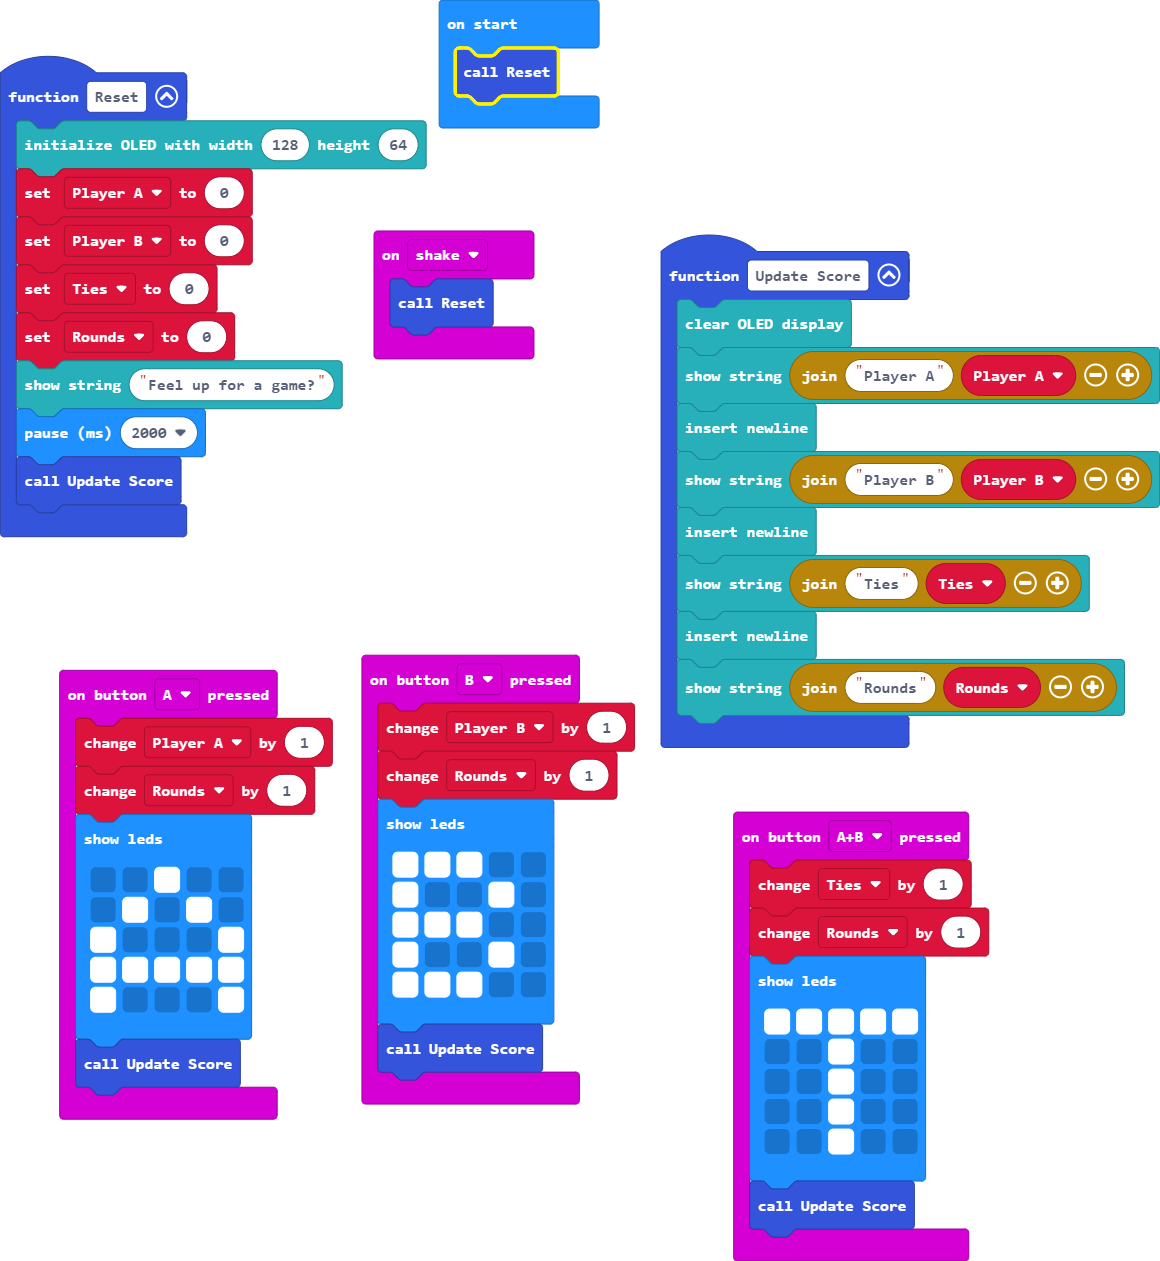 on start
call Reset
function Reset
initialize OLED with width 128 height 64
set Player A to 0
set Player B to 0
set Ties to 0
set Rounds to 0
show string "Feel up for a game?"
pause (ms) 2000
call Update Score
on shake
call Reset
function Update Score
clear OLED display
show string join "Player A" Player A
insert newline
show string join "Player B" Player B
insert newline
show string join "Ties" Ties
insert newline
show string join "Rounds" Rounds
on button A pressed
change Player A by 1
change Rounds by 1
show leds
call Update Score
on button B pressed
change Player B by 1
change Rounds by 1
show leds
call Update Score
on button A+B pressed
change Ties by 1
change Rounds by 1
show leds
call Update Score